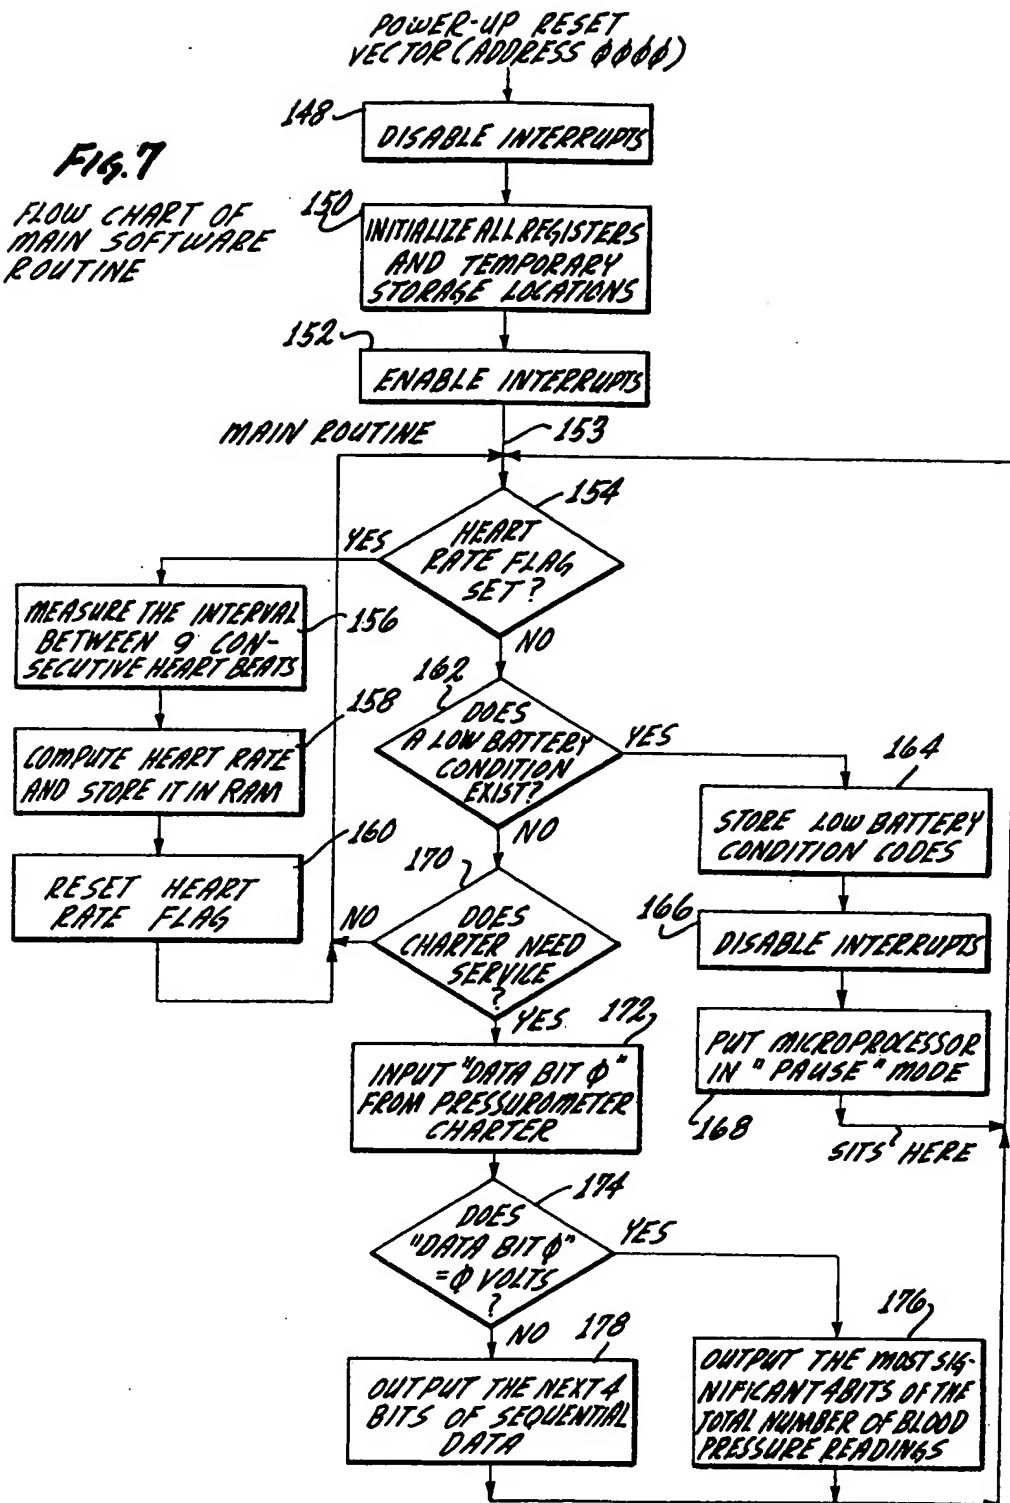 POWER-UP RESET
VECTOR (ADDRESS ϕϕϕϕ)
148
DISABLE INTERRUPTS
FIG. 7
FLOW CHART OF
MAIN SOFTWARE
ROUTINE
150
INITIALIZE ALL REGISTERS
AND TEMPORARY
STORAGE LOCATIONS
152
ENABLE INTERRUPTS
MAIN ROUTINE
153
154
HEART
RATE FLAG
SET?
YES
NO
MEASURE THE INTERVAL
BETWEEN 9 CON-
SECUTIVE HEART BEATS
156
COMPUTE HEART RATE
AND STORE IT IN RAM
158
RESET HEART
RATE FLAG
160
162
DOES
A LOW BATTERY
CONDITION
EXIST?
YES
NO
164
STORE LOW BATTERY
CONDITION CODES
166
DISABLE INTERRUPTS
PUT MICROPROCESSOR
IN "PAUSE" MODE
168
SITS HERE
170
DOES
CHARTER NEED
SERVICE
?
NO
YES
172
INPUT "DATA BIT ϕ"
FROM PRESSUROMETER
CHARTER
174
DOES
"DATA BIT ϕ"
=ϕ VOLTS
?
YES
NO
176
OUTPUT THE MOST SIG-
NIFICANT 4 BITS OF THE
TOTAL NUMBER OF BLOOD
PRESSURE READINGS
178
OUTPUT THE NEXT 4
BITS OF SEQUENTIAL
DATA